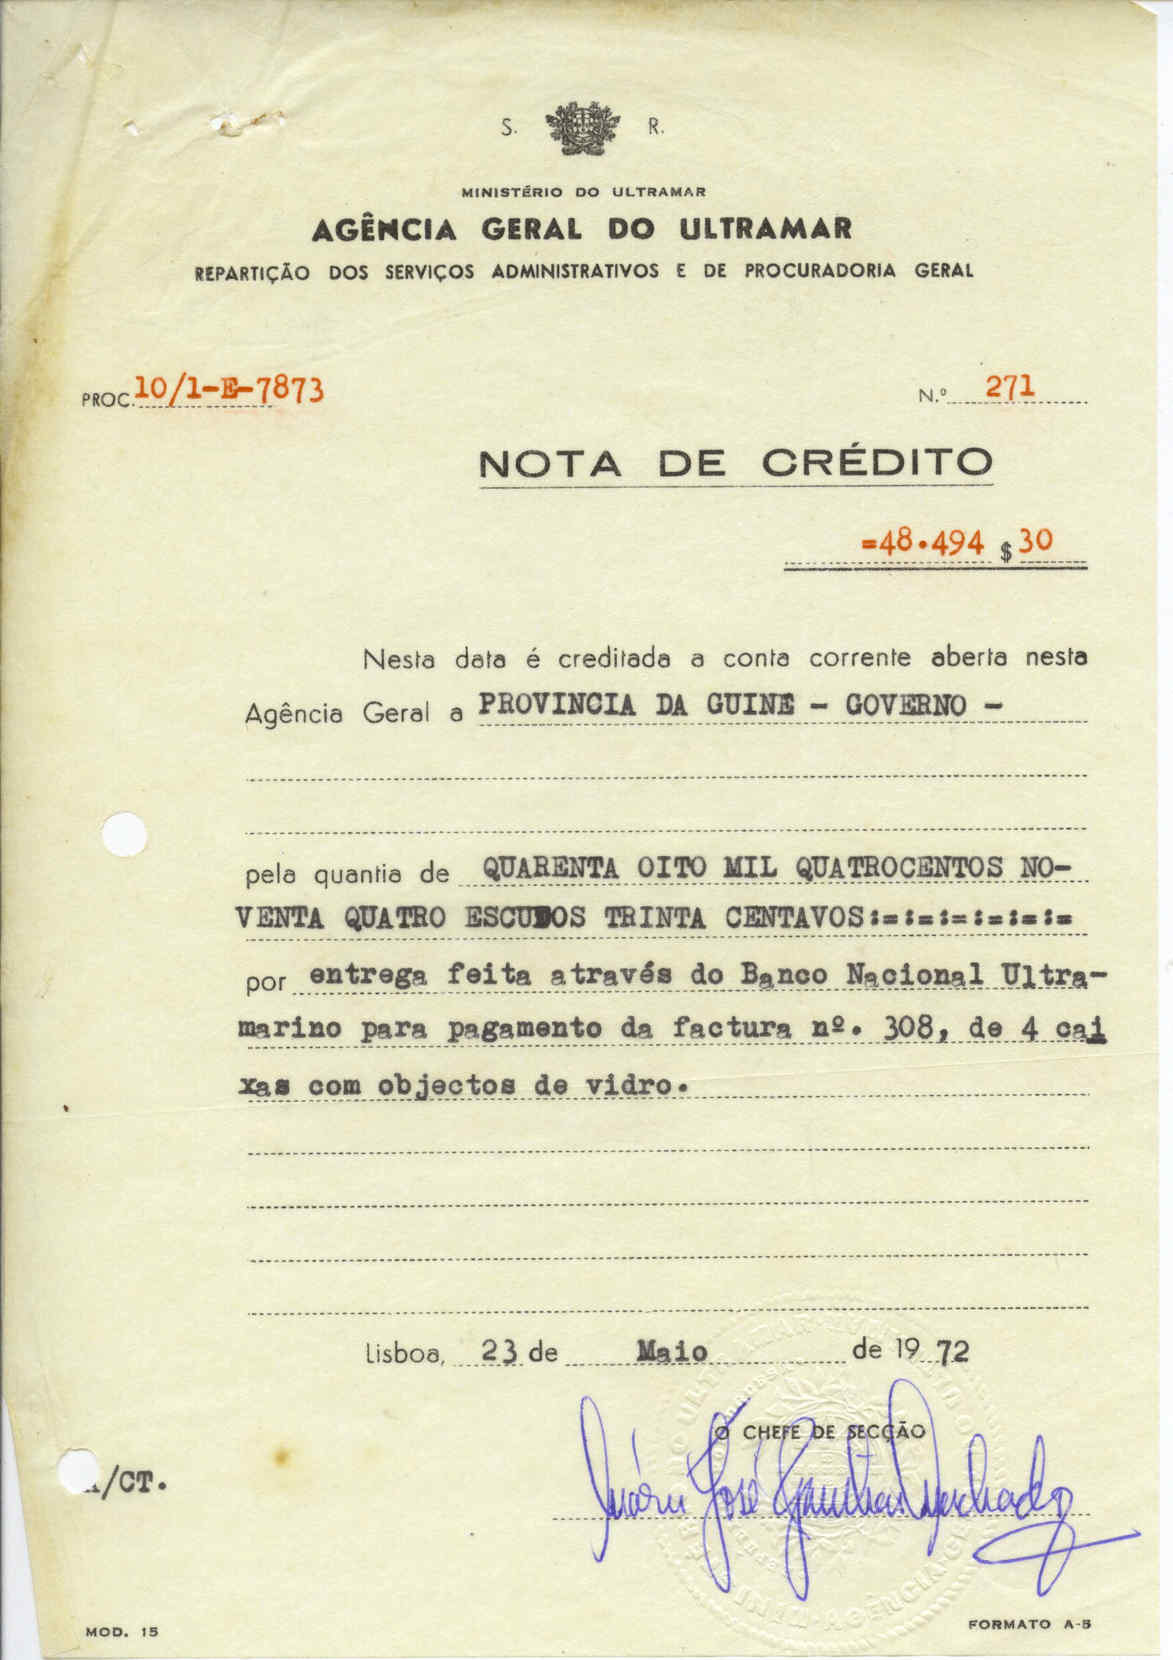 S. R.
MINISTÉRIO DO ULTRAMAR
AGÊNCIA GERAL DO ULTRAMAR
REPARTIÇÃO DOS SERVIÇOS ADMINISTRATIVOS E DE PROCURADORIA GERAL
PROC. 10/1-E-7873 N.º 271
NOTA DE CRÉDITO
=48.494 $ 30
Nesta data é creditada a conta corrente aberta nesta
Agência Geral a PROVINCIA DA GUINE - GOVERNO -
pela quantia de QUARENTA OITO MIL QUATROCENTOS NO-
VENTA QUATRO ESCUDOS TRINTA CENTAVOS:=:=:=:=:=:=
por entrega feita através do Banco Nacional Ultra-
marino para pagamento da factura nº. 308, de 4 cai
xas com objectos de vidro.
Lisboa, 23 de Maio de 1972
O CHEFE DE SECÇÃO
José Machado
/CT.
MOD. 15 FORMATO A-5